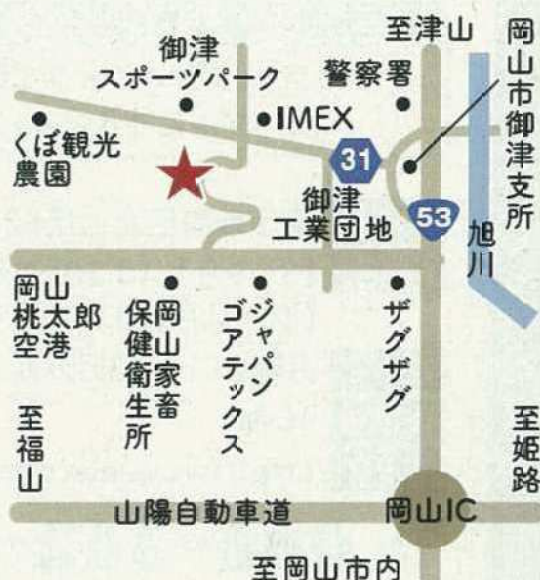 至津山
岡山市御津支所
御津
スポーツパーク
警察署
IMEX
くぼ観光
農園
31
御津
工業団地
53
旭川
岡山
桃太郎
空港
岡山家畜
保健衛生所
ジャパン
ゴアテックス
ザグザグ
至福山
至姫路
山陽自動車道
岡山IC
至岡山市内